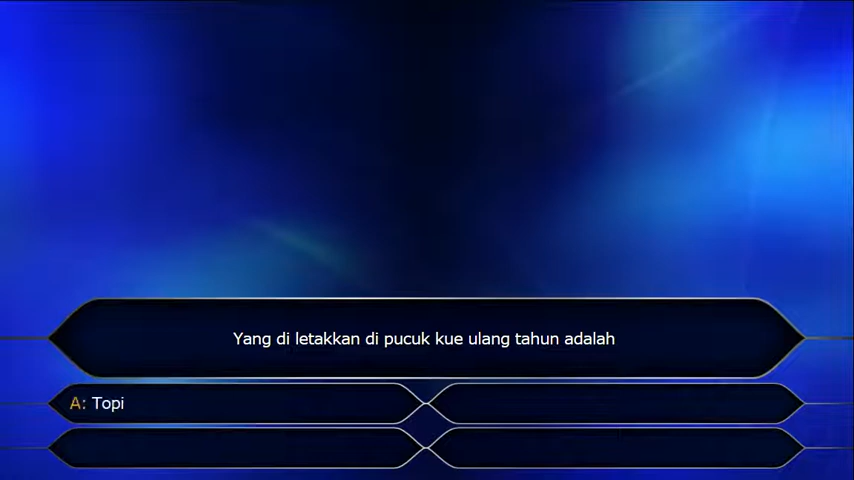 Yang di letakkan di pucuk kue ulang tahun adalah
A: Topi